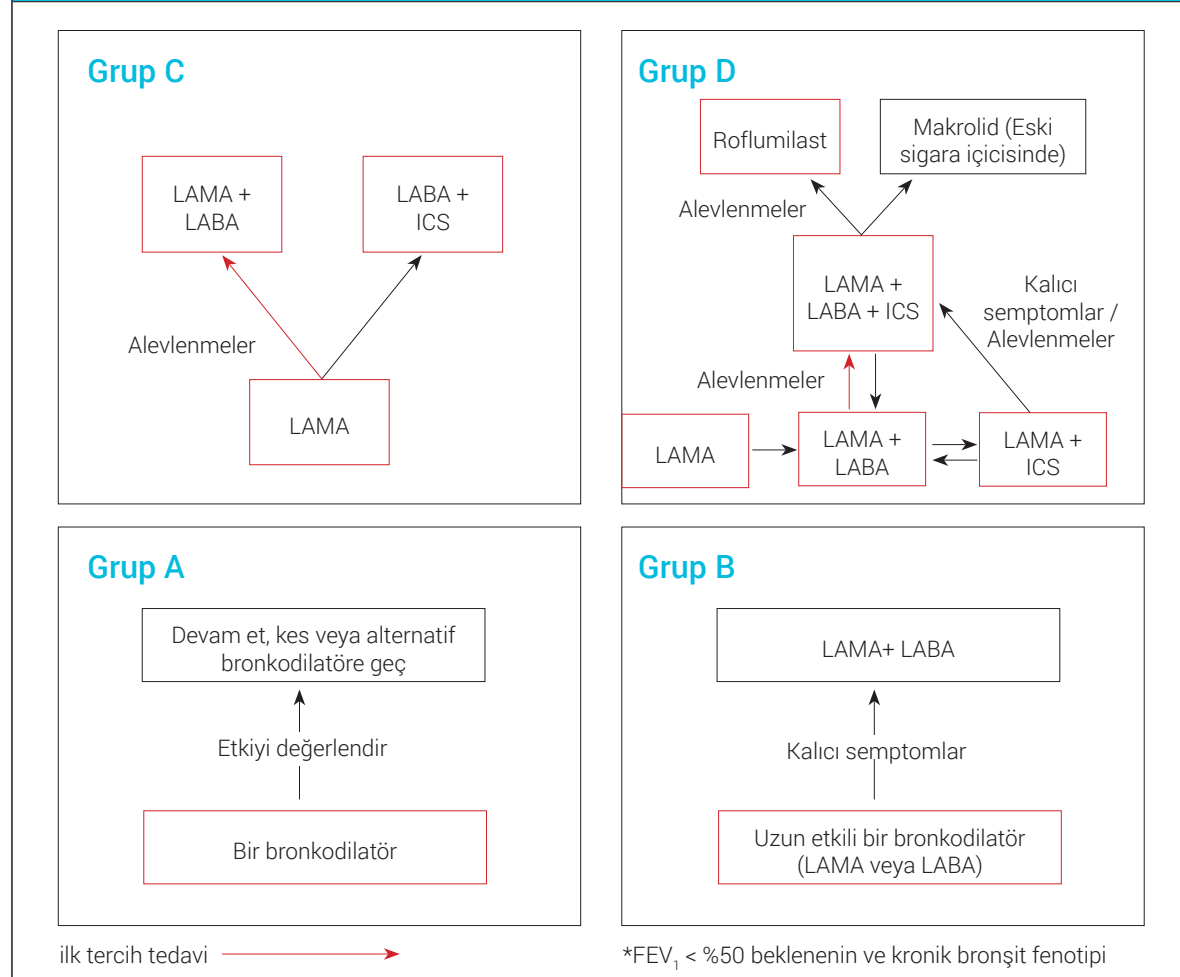 Grup C
LAMA +
LABA
LABA +
ICS
Alevlenmeler
LAMA
Grup D
Roflumilast
Makrolid (Eski
sigara içicisinde)
Alevlenmeler
LAMA +
LABA + ICS
Kalıcı
semptomlar /
Alevlenmeler
Alevlenmeler
LAMA
LAMA +
LABA
LAMA +
ICS
Grup A
Devam et, kes veya alternatif
bronkodilatöre geç
Etkiyi değerlendir
Bir bronkodilatör
Grup B
LAMA+ LABA
Kalıcı semptomlar
Uzun etkili bir bronkodilatör
(LAMA veya LABA)
ilk tercih tedavi
*FEV₁ < %50 beklenenin ve kronik bronşit fenotipi